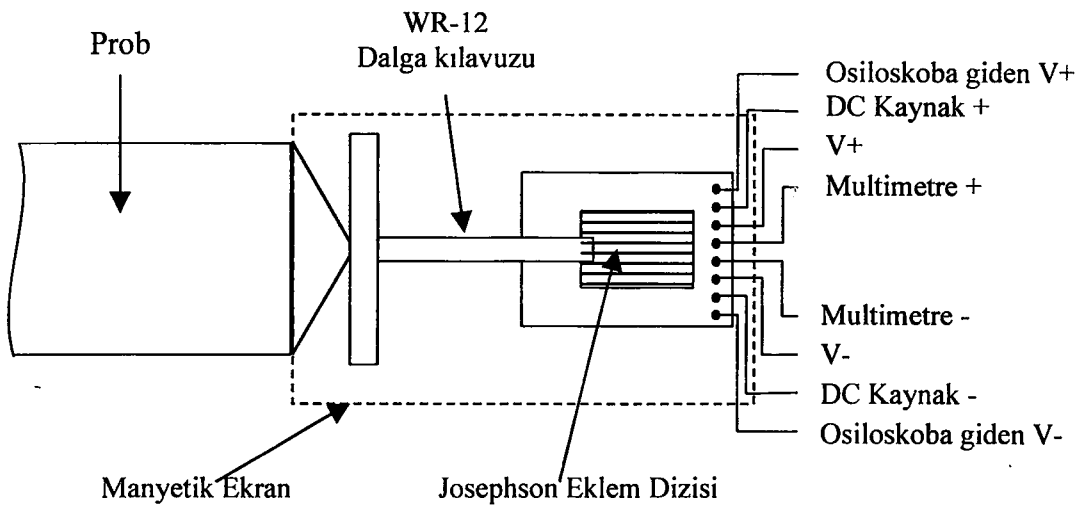 WR-12
Dalga kılavuzu
Prob
Osiloskoba giden V+
DC Kaynak +
V+
Multimetre +
Multimetre -
V-
DC Kaynak -
Osiloskoba giden V-
Manyetik Ekran
Josephson Eklem Dizisi